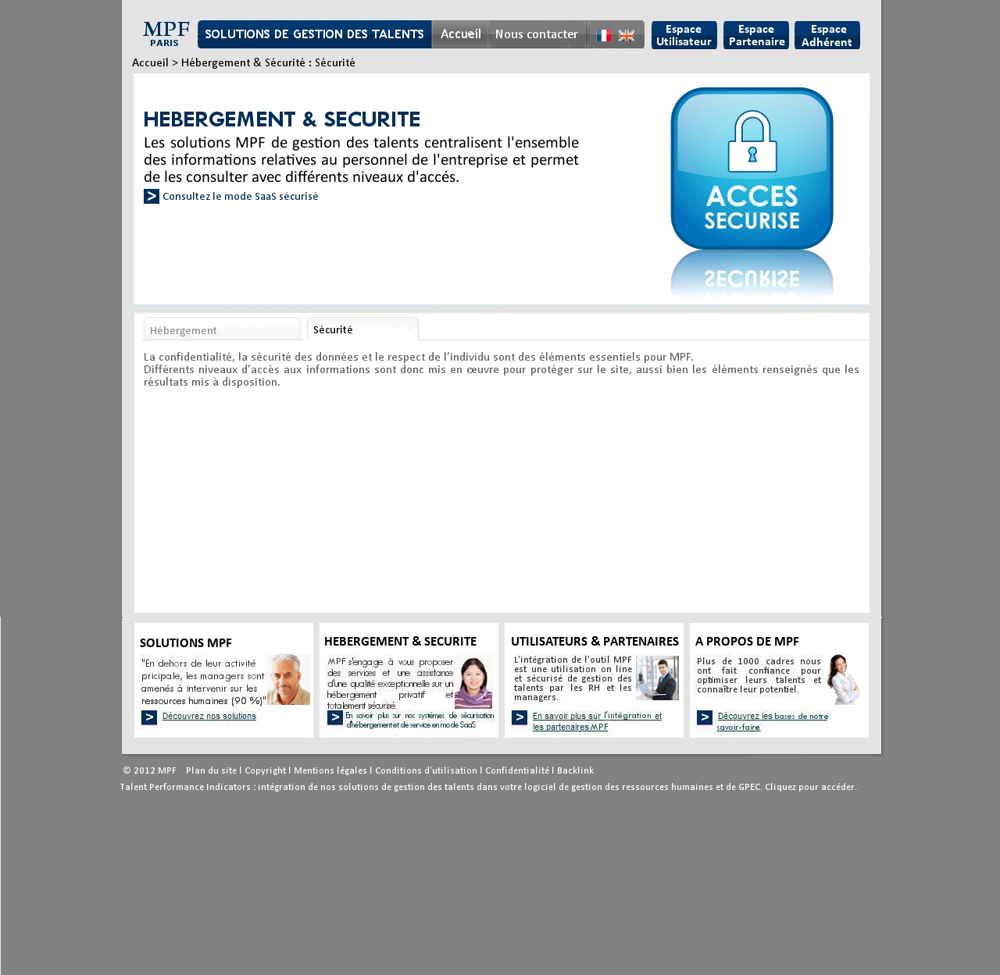 MPF
PARIS
SOLUTIONS DE GESTION DES TALENTS
Accueil
Nous contacter
Espace
Utilisateur
Espace
Partenaire
Espace
Adhérent
Accueil > Hébergement & Sécurité : Sécurité
HEBERGEMENT & SECURITE
Les solutions MPF de gestion des talents centralisent l'ensemble
des informations relatives au personnel de l'entreprise et permet
de les consulter avec différents niveaux d'accés.
> Consultez le mode SaaS sécurisé
ACCES
SECURISE
Hébergement
Sécurité
La confidentialité, la sécurité des données et le respect de l’individu sont des éléments essentiels pour MPF.
Différents niveaux d’accès aux informations sont donc mis en œuvre pour protéger sur le site, aussi bien les éléments renseignés que les
résultats mis à disposition.
SOLUTIONS MPF
"En dehors de leur activité
pricipale, les managers sont
amenés à intervenir sur les
ressources humaines (90 %)"
> Découvrez nos solutions
HEBERGEMENT & SECURITE
MPF s'engage à vous proposer
des services et une assistance
d'une qualité exceptionnelle sur un
hébergement privatif et
totalement sécurisé.
> En savoir plus sur nos systèmes de sécurisation
d'hébergement et de service en mode SaaS
UTILISATEURS & PARTENAIRES
L'intégration de l'outil MPF
est une utilisation on line
et sécurisé de gestion des
talents par les RH et les
managers.
> En savoir plus sur l'intégration et
les partenaires MPF
A PROPOS DE MPF
Plus de 1000 cadres nous
ont fait confiance pour
optimiser leurs talents et
connaître leur potentiel.
> Découvrez les bases de notre
savoir-faire
© 2012 MPF Plan du site l Copyright l Mentions légales l Conditions d'utilisation l Confidentialité l Backlink
Talent Performance Indicators : intégration de nos solutions de gestion des talents dans votre logiciel de gestion des ressources humaines et de GPEC. Cliquez pour accéder.